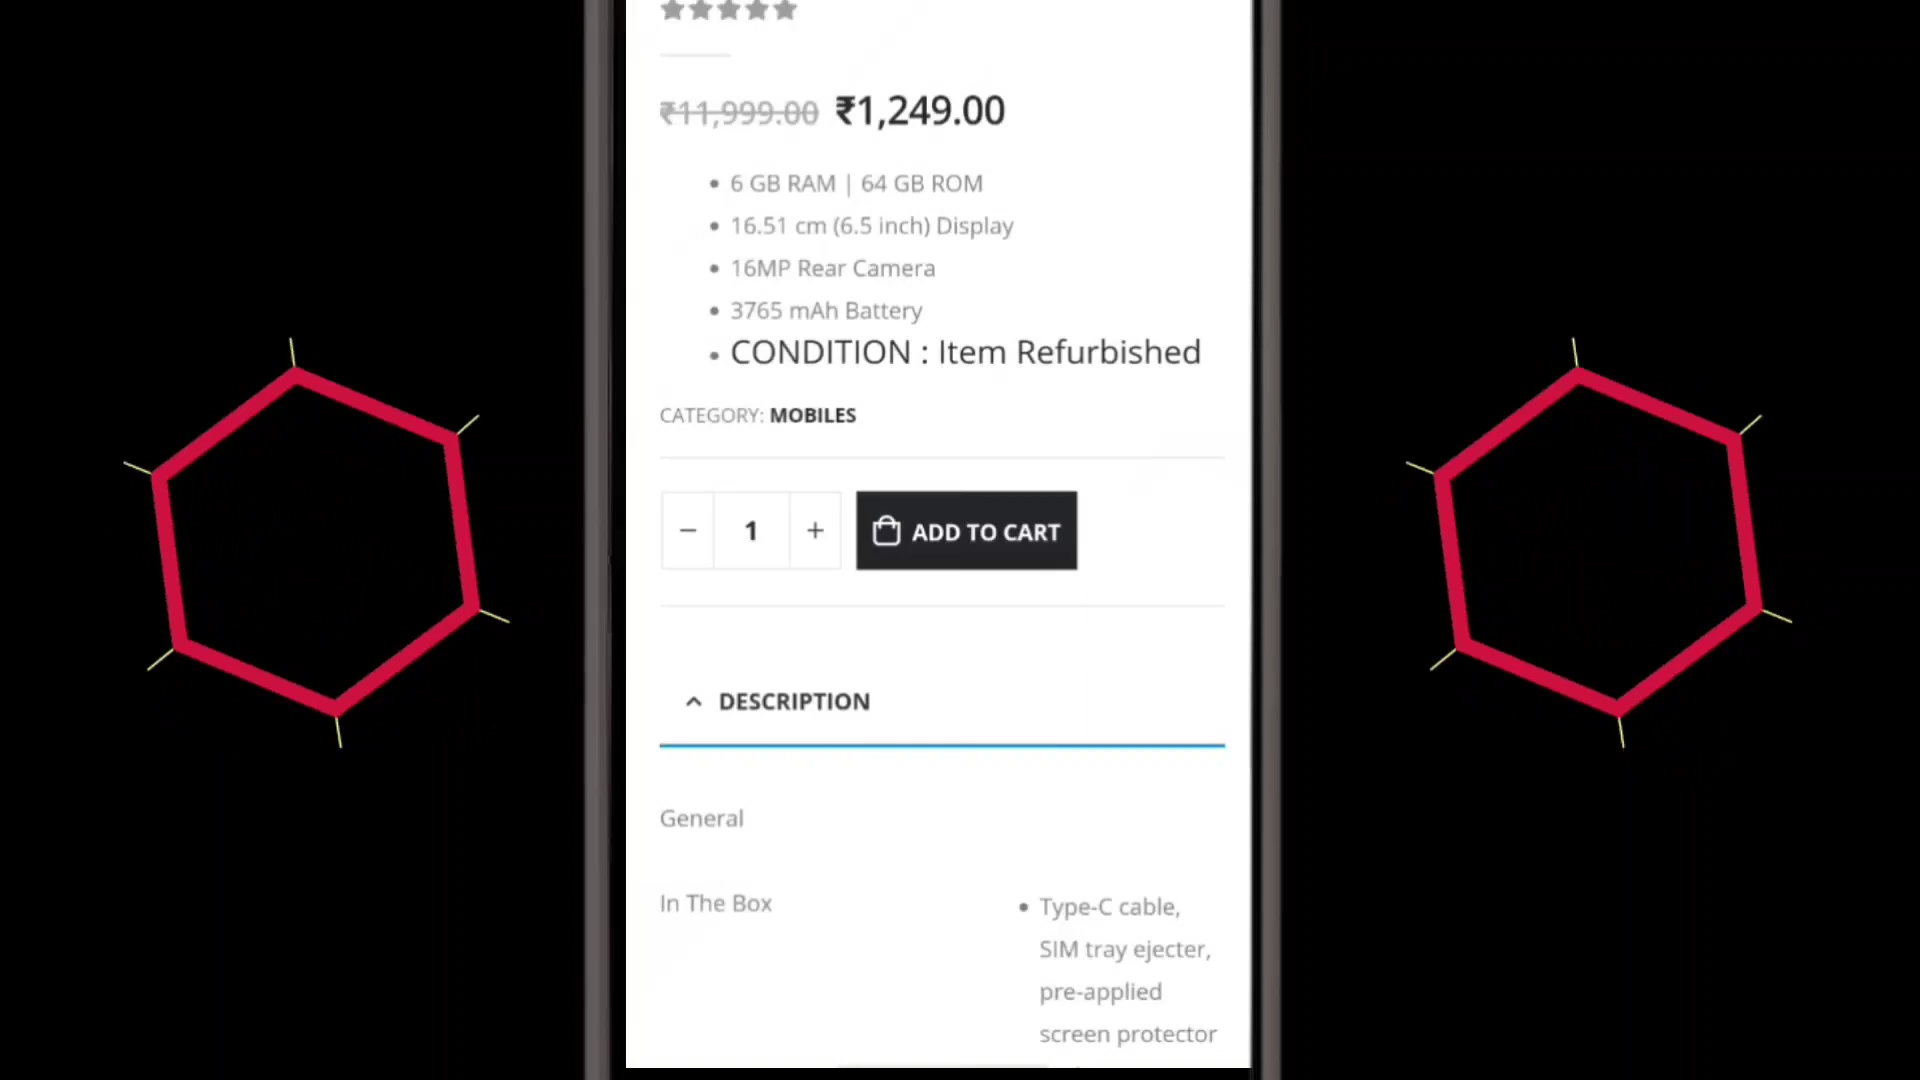 ₹11,999.00 ₹1,249.00
6 GB RAM | 64 GB ROM
16.51 cm (6.5 inch) Display
16MP Rear Camera
3765 mAh Battery
CONDITION : Item Refurbished
CATEGORY: MOBILES
− 1 + ADD TO CART
DESCRIPTION
General
In The Box
Type-C cable,
SIM tray ejecter,
pre-applied
screen protector